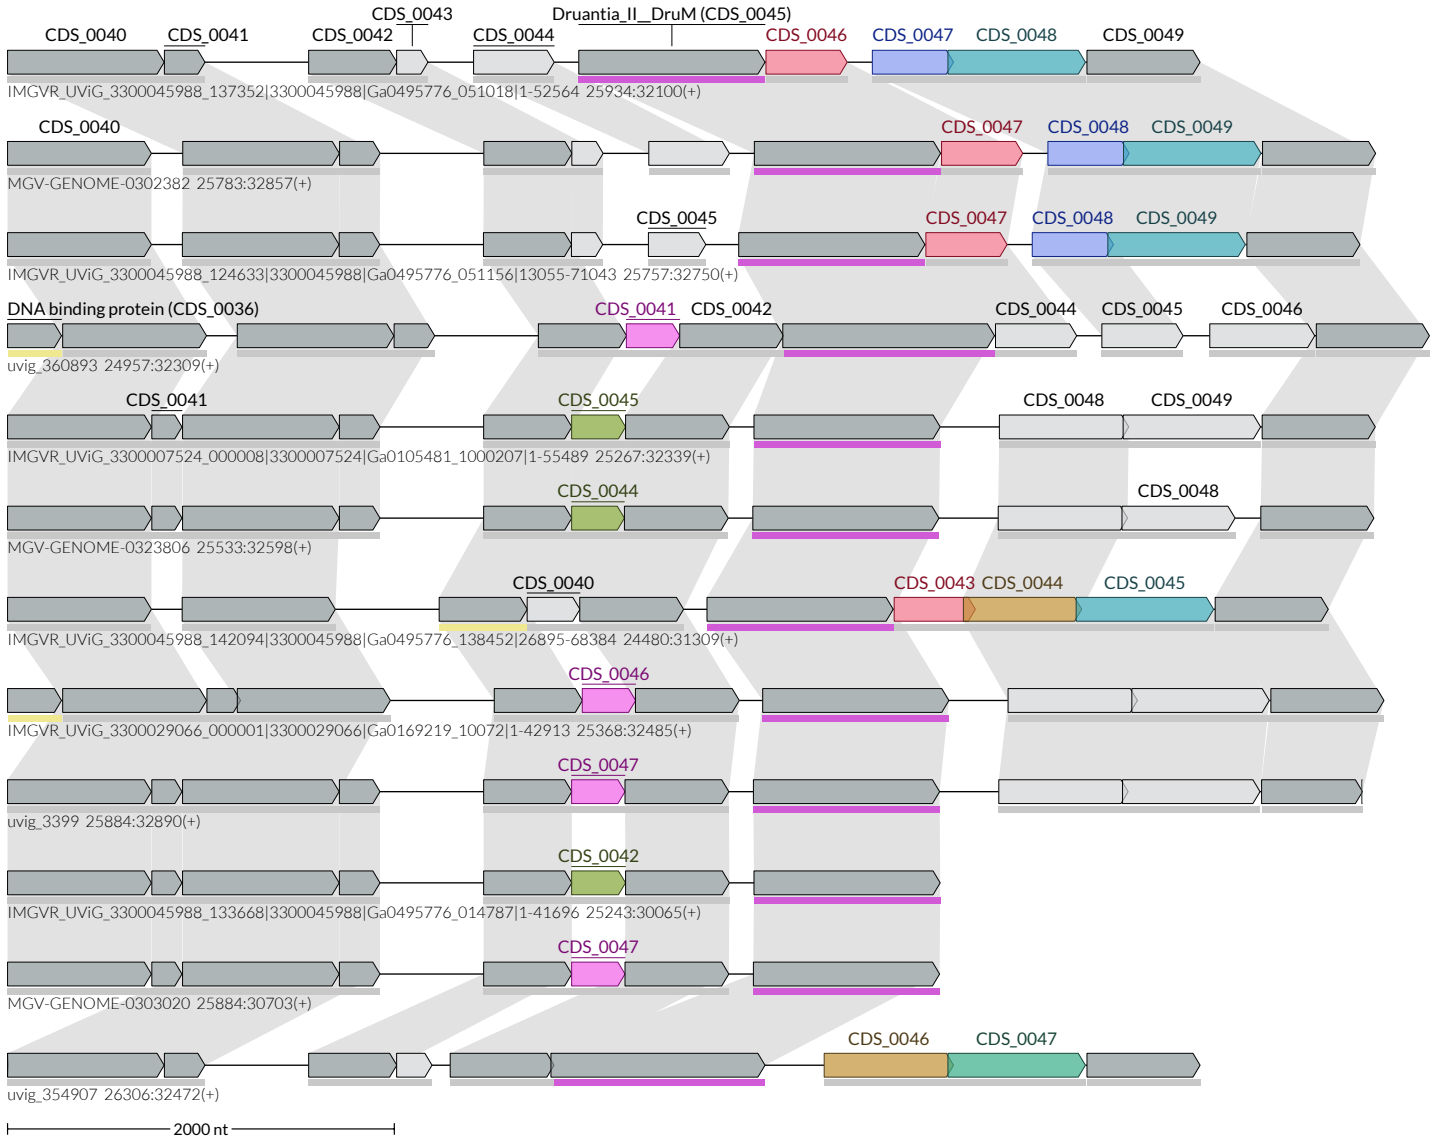 CDS_0043 Druantia_II__DruM (CDS_0045)
CDS_0040 CDS_0041 CDS_0042 CDS_0044 CDS_0046 CDS_0047 CDS_0048 CDS_0049
IMGVR_UViG_3300045988_137352|3300045988|Ga0495776_051018|1-52564 25934:32100(+)
CDS_0040 CDS_0047 CDS_0048 CDS_0049
MGV-GENOME-0302382 25783:32857(+)
CDS_0045 CDS_0047 CDS_0048 CDS_0049
IMGVR_UViG_3300045988_124633|3300045988|Ga0495776_051156|13055-71043 25757:32750(+)
DNA binding protein (CDS_0036) CDS_0041 CDS_0042 CDS_0044 CDS_0045 CDS_0046
uvig_360893 24957:32309(+)
CDS_0041 CDS_0045 CDS_0048 CDS_0049
IMGVR_UViG_3300007524_000008|3300007524|Ga0105481_1000207|1-55489 25267:32339(+)
CDS_0044 CDS_0048
MGV-GENOME-0323806 25533:32598(+)
CDS_0040 CDS_0043 CDS_0044 CDS_0045
IMGVR_UViG_3300045988_142094|3300045988|Ga0495776_138452|26895-68384 24480:31309(+)
CDS_0046
IMGVR_UViG_3300029066_000001|3300029066|Ga0169219_10072|1-42913 25368:32485(+)
CDS_0047
uvig_3399 25884:32890(+)
CDS_0042
IMGVR_UViG_3300045988_133668|3300045988|Ga0495776_014787|1-41696 25243:30065(+)
CDS_0047
MGV-GENOME-0303020 25884:30703(+)
CDS_0046 CDS_0047
uvig_354907 26306:32472(+)
2000 nt